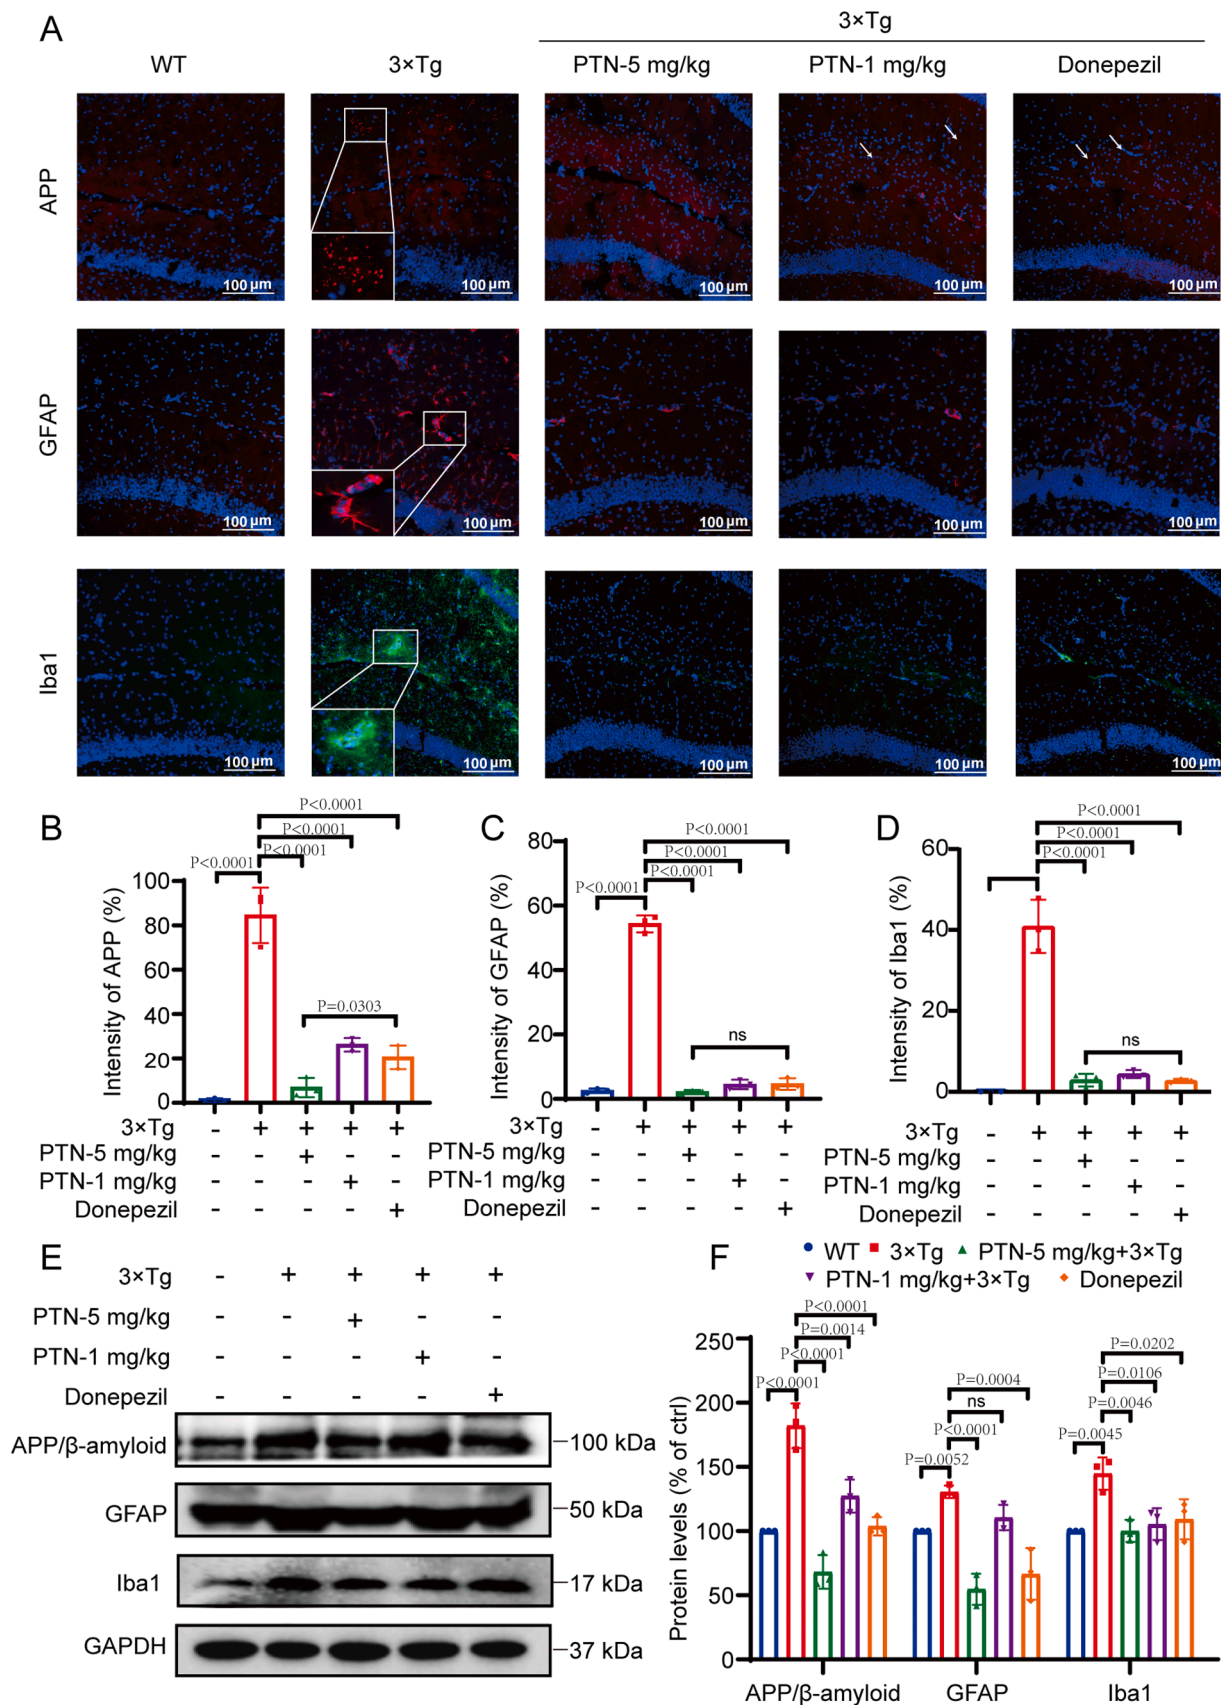 A
3×Tg
WT 3×Tg PTN-5 mg/kg PTN-1 mg/kg Donepezil
APP
100 μm 100 μm 100 μm 100 μm 100 μm
GFAP
100 μm 100 μm 100 μm 100 μm 100 μm
Iba1
100 μm 100 μm 100 μm 100 μm 100 μm
B
P<0.0001
P<0.0001
P<0.0001
P<0.0001
P=0.0303
Intensity of APP (%)
100
80
60
40
20
0
3×Tg - + + + +
PTN-5 mg/kg - - + - -
PTN-1 mg/kg - - - + -
Donepezil - - - - +
C
P<0.0001
P<0.0001
P<0.0001
P<0.0001
ns
Intensity of GFAP (%)
80
60
40
20
0
3×Tg - + + + +
PTN-5 mg/kg - - + - -
PTN-1 mg/kg - - - + -
Donepezil - - - - +
D
P<0.0001
P<0.0001
P<0.0001
ns
Intensity of Iba1 (%)
60
40
20
0
3×Tg - + + + +
PTN-5 mg/kg - - + - -
PTN-1 mg/kg - - - + -
Donepezil - - - - +
E
3×Tg - + + + +
PTN-5 mg/kg - - + - -
PTN-1 mg/kg - - - + -
Donepezil - - - - +
APP/β-amyloid 100 kDa
GFAP 50 kDa
Iba1 17 kDa
GAPDH 37 kDa
F
WT 3×Tg PTN-5 mg/kg+3×Tg
PTN-1 mg/kg+3×Tg Donepezil
P<0.0001
P=0.0014
P<0.0001
P<0.0001
P=0.0004
ns
P<0.0001
P=0.0052
P=0.0202
P=0.0106
P=0.0046
P=0.0045
Protein levels (% of ctrl)
250
200
150
100
50
0
APP/β-amyloid GFAP Iba1